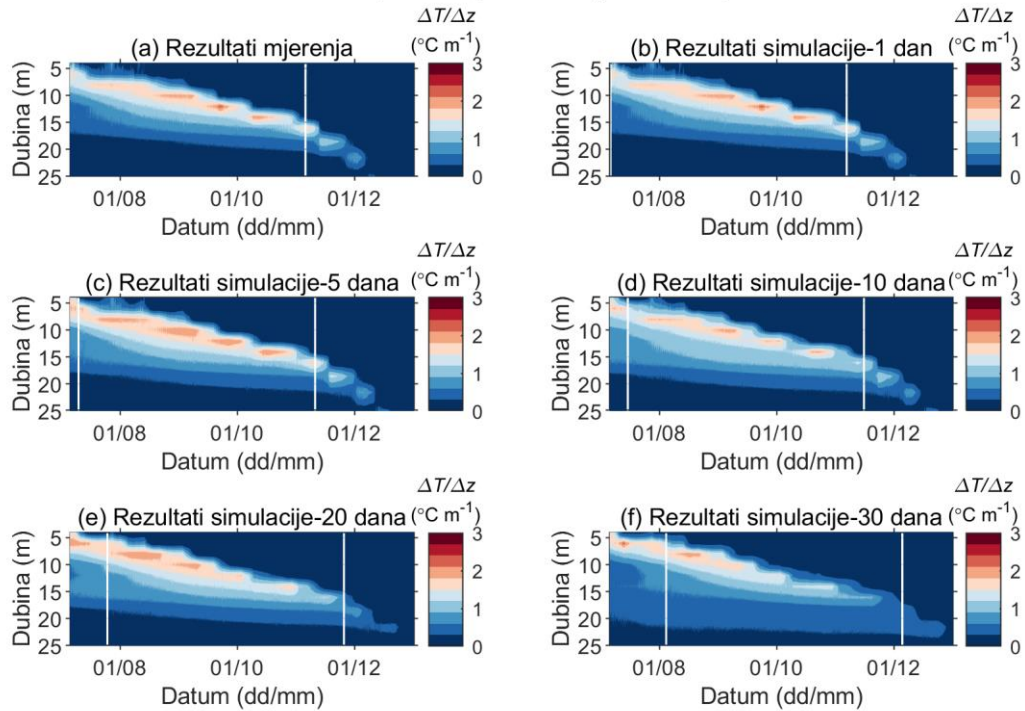 ΔT/Δz
(a) Rezultati mjerenja (°C m⁻¹)
5
10
15
20
25
Dubina (m)
01/08 01/10 01/12
Datum (dd/mm)
3
2
1
0
ΔT/Δz
(b) Rezultati simulacije-1 dan (°C m⁻¹)
5
10
15
20
25
Dubina (m)
01/08 01/10 01/12
Datum (dd/mm)
3
2
1
0
ΔT/Δz
(c) Rezultati simulacije-5 dana (°C m⁻¹)
5
10
15
20
25
Dubina (m)
01/08 01/10 01/12
Datum (dd/mm)
3
2
1
0
ΔT/Δz
(d) Rezultati simulacije-10 dana (°C m⁻¹)
5
10
15
20
25
Dubina (m)
01/08 01/10 01/12
Datum (dd/mm)
3
2
1
0
ΔT/Δz
(e) Rezultati simulacije-20 dana (°C m⁻¹)
5
10
15
20
25
Dubina (m)
01/08 01/10 01/12
Datum (dd/mm)
3
2
1
0
ΔT/Δz
(f) Rezultati simulacije-30 dana (°C m⁻¹)
5
10
15
20
25
Dubina (m)
01/08 01/10 01/12
Datum (dd/mm)
3
2
1
0